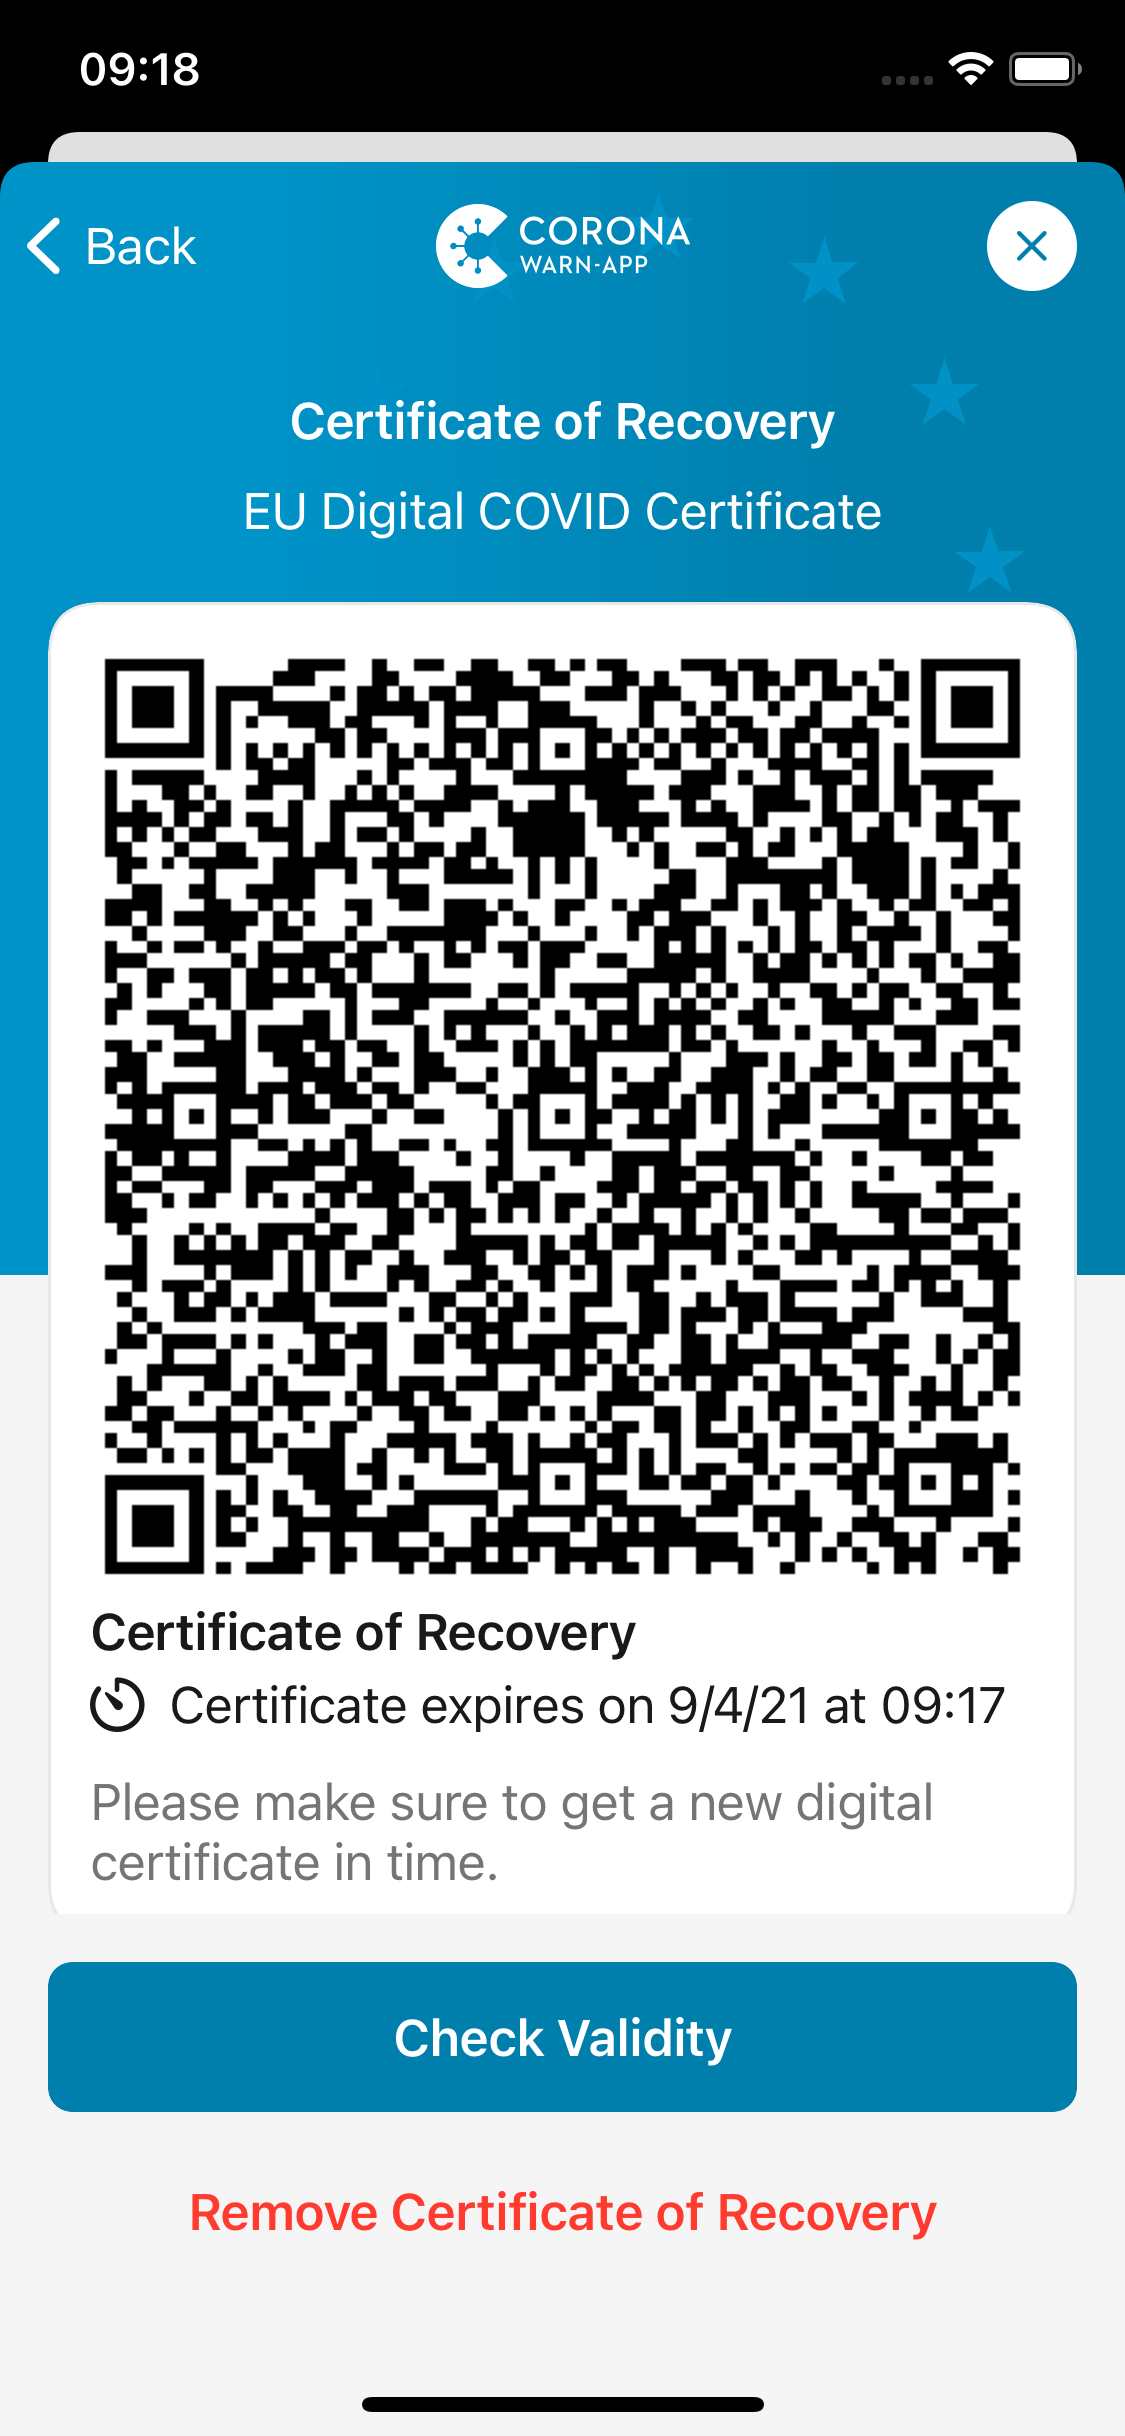 09:18
Back
CORONA
WARN-APP
Certificate of Recovery
EU Digital COVID Certificate
Certificate of Recovery
Certificate expires on 9/4/21 at 09:17
Please make sure to get a new digital
certificate in time.
Check Validity
Remove Certificate of Recovery